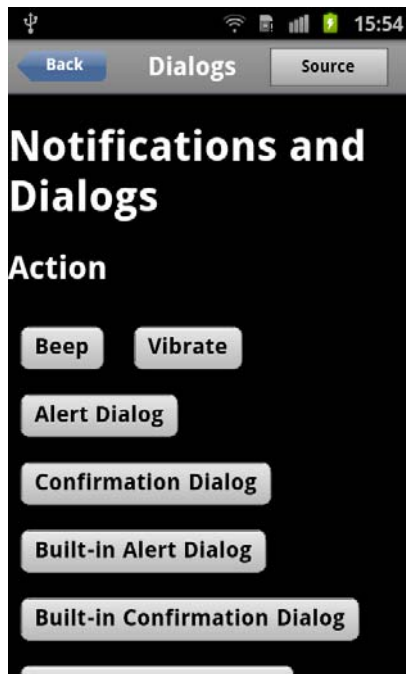 15:54
Back Dialogs Source
Notifications and
Dialogs
Action
Beep Vibrate
Alert Dialog
Confirmation Dialog
Built-in Alert Dialog
Built-in Confirmation Dialog